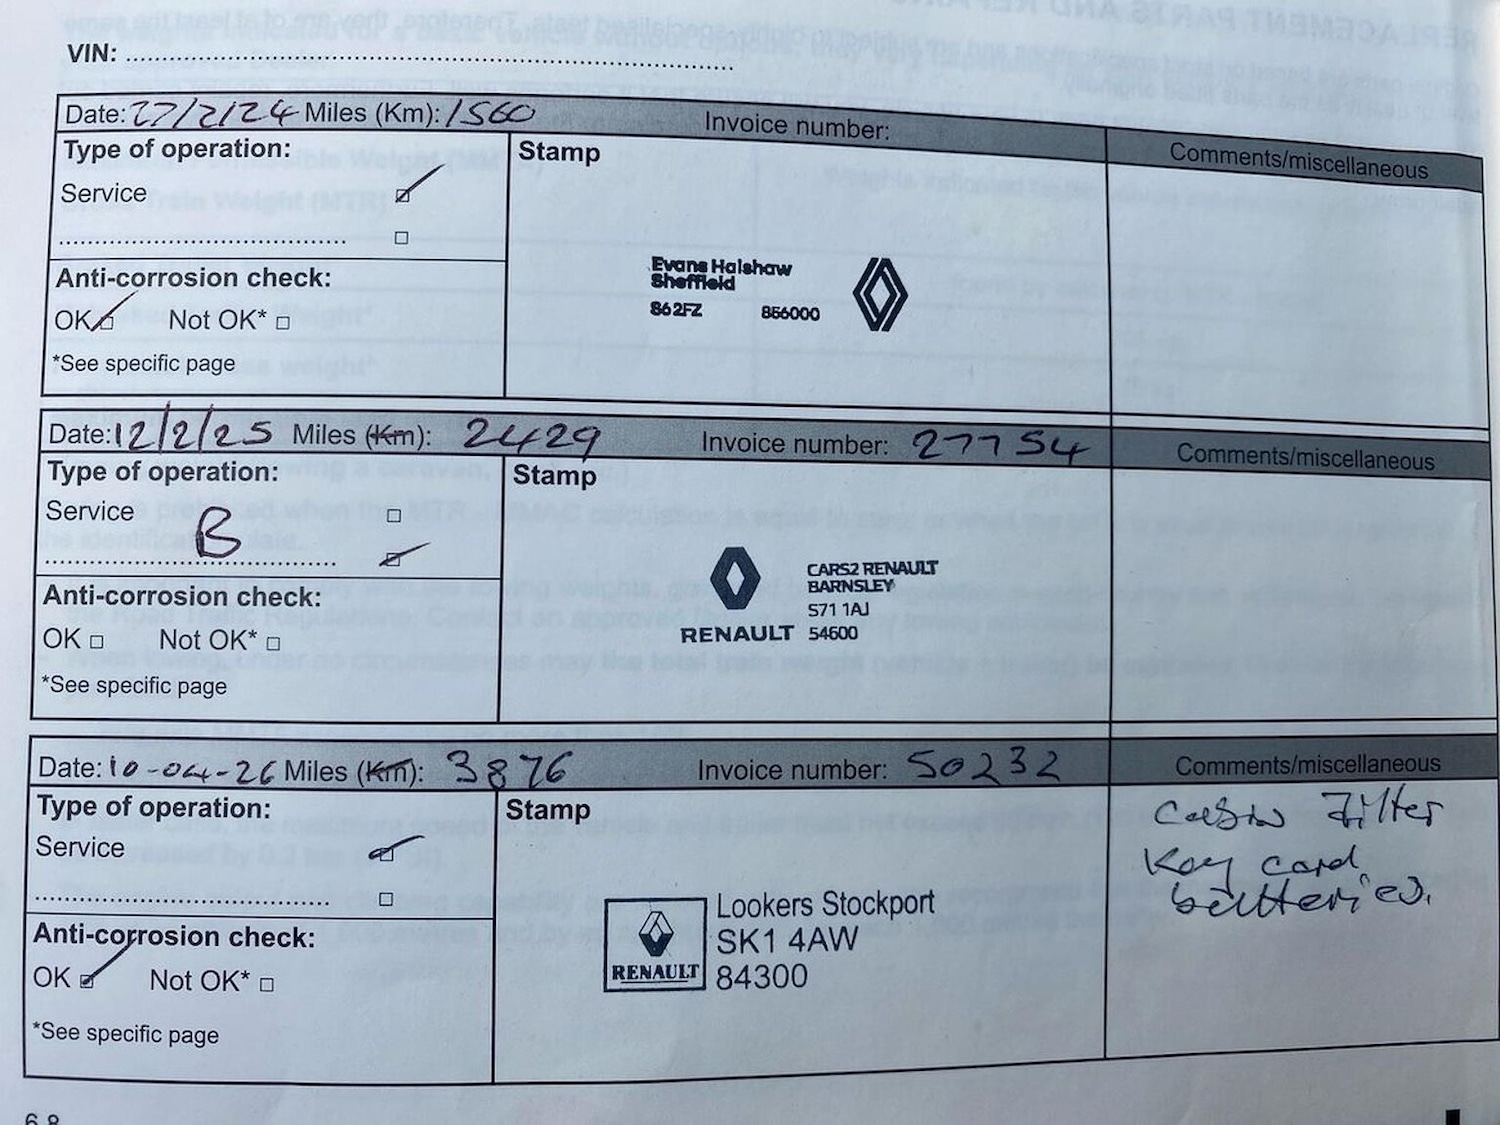 VIN:
Date: 27/2/24 Miles (Km): 1560 Invoice number: Comments/miscellaneous
Type of operation: Stamp
Service
Anti-corrosion check:
OK Not OK*
*See specific page
Evans Halshaw
Sheffield
S6 2FZ 856000
Date: 12/2/25 Miles (Km): 2429 Invoice number: 27754 Comments/miscellaneous
Type of operation: Stamp
Service
B
Anti-corrosion check:
OK Not OK*
*See specific page
CARS2 RENAULT
BARNSLEY
S71 1AJ
RENAULT 54600
Date: 10-04-26 Miles (Km): 3876 Invoice number: 50232 Comments/miscellaneous
Type of operation: Stamp
Service
Anti-corrosion check:
OK Not OK*
*See specific page
Lookers Stockport
SK1 4AW
RENAULT 84300
Cabin Filter
Key card
batteries.
6.8